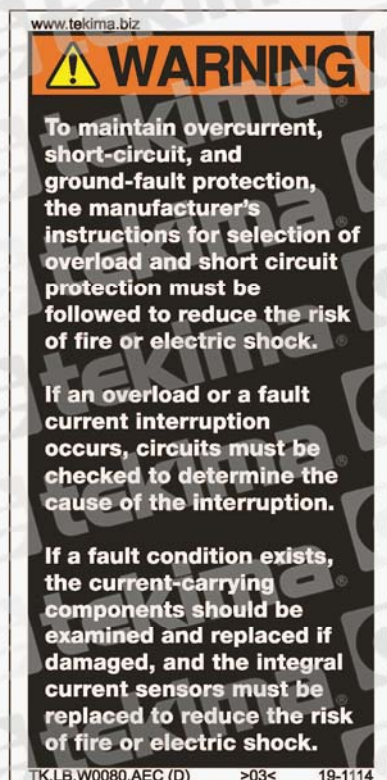 www.tekima.biz
WARNING
To maintain overcurrent,
short-circuit, and
ground-fault protection,
the manufacturer's
instructions for selection of
overload and short circuit
protection must be
followed to reduce the risk
of fire or electric shock.
If an overload or a fault
current interruption
occurs, circuits must be
checked to determine the
cause of the interruption.
If a fault condition exists,
the current-carrying
components should be
examined and replaced if
damaged, and the integral
current sensors must be
replaced to reduce the risk
of fire or electric shock.
TK.LB.W0080.AEC (D) >03< 19-1114